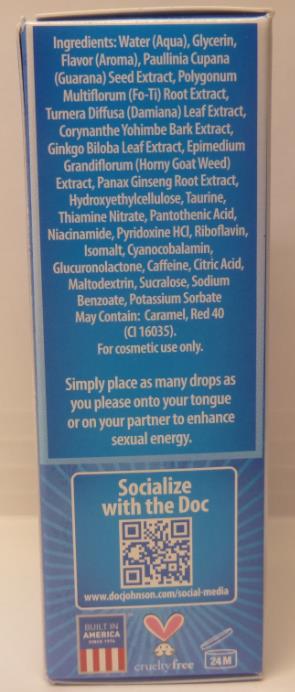 Ingredients: Water (Aqua), Glycerin,
Flavor (Aroma), Paullinia Cupana
(Guarana) Seed Extract, Polygonum
Multiflorum (Fo-Ti) Root Extract,
Turnera Diffusa (Damiana) Leaf Extract,
Corynanthe Yohimbe Bark Extract,
Ginkgo Biloba Leaf Extract, Epimedium
Grandiflorum (Horny Goat Weed)
Extract, Panax Ginseng Root Extract,
Hydroxyethylcellulose, Taurine,
Thiamine Nitrate, Pantothenic Acid,
Niacinamide, Pyridoxine HCl, Riboflavin,
Isomalt, Cyanocobalamin,
Glucuronolactone, Caffeine, Citric Acid,
Maltodextrin, Sucralose, Sodium
Benzoate, Potassium Sorbate
May Contain: Caramel, Red 40
(CI 16035).
For cosmetic use only.
Simply place as many drops as
you please onto your tongue
or on your partner to enhance
sexual energy.
Socialize
with the Doc
www.docjohnson.com/social-media
BUILT IN
AMERICA
SINCE 1976
crueltyfree
24M